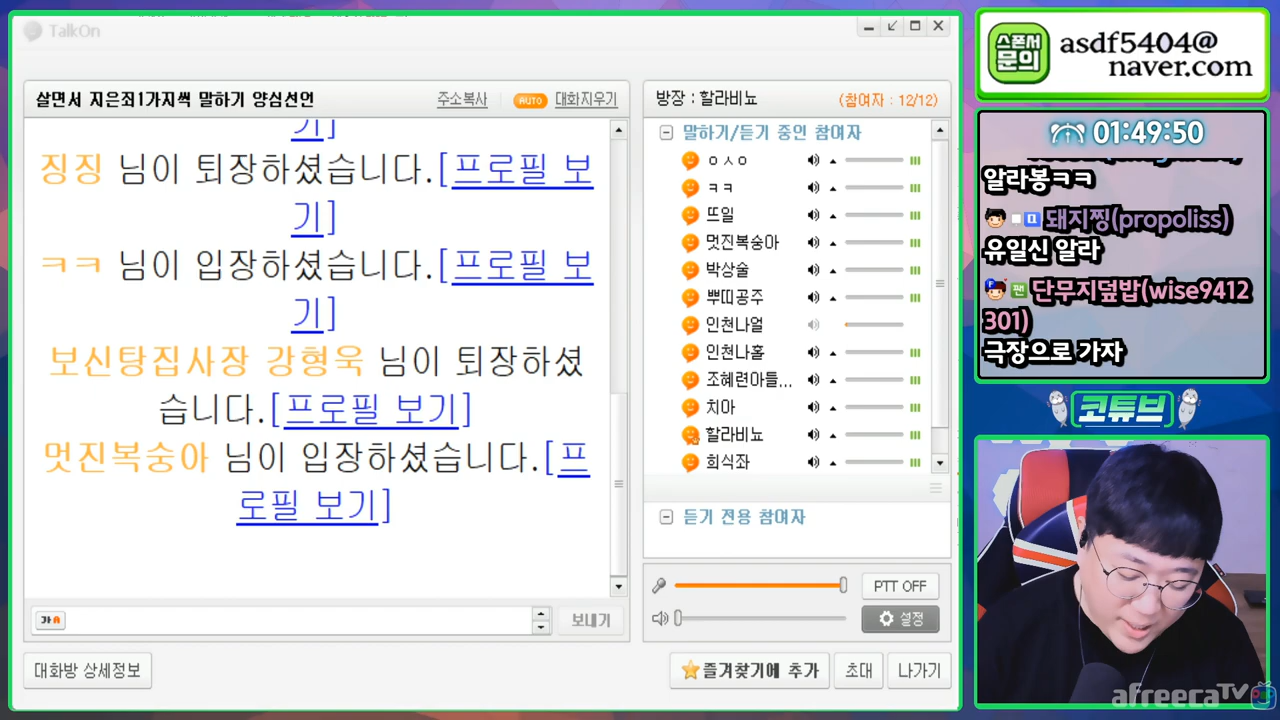 TalkOn
살면서 지은죄1가지씩 말하기 양심선언
주소복사
AUTO 대화지우기
기]
징징 님이 퇴장하셨습니다.[프로필 보
기]
ㅋㅋ 님이 입장하셨습니다.[프로필 보
기]
보신탕집사장 강형욱 님이 퇴장하셨
습니다.[프로필 보기]
멋진복숭아 님이 입장하셨습니다.[프
로필 보기]
가
보내기
대화방 상세정보
방장 : 할라비뇨
(참여자 : 12/12)
말하기/듣기 중인 참여자
ㅇㅅㅇ
ㅋㅋ
뜨일
멋진복숭아
박상술
뿌띠공주
인천나얼
인천나홀
조혜련아들...
치아
할라비뇨
희식좌
듣기 전용 참여자
PTT OFF
설정
즐겨찾기에 추가
초대
나가기
스폰서
문의
asdf5404@
naver.com
01:49:50
알라봉ㅋㅋ
돼지찡(propoliss)
유일신 알라
팬 단무지덮밥(wise9412
301)
극장으로 가자
코튜브
afreecaTV